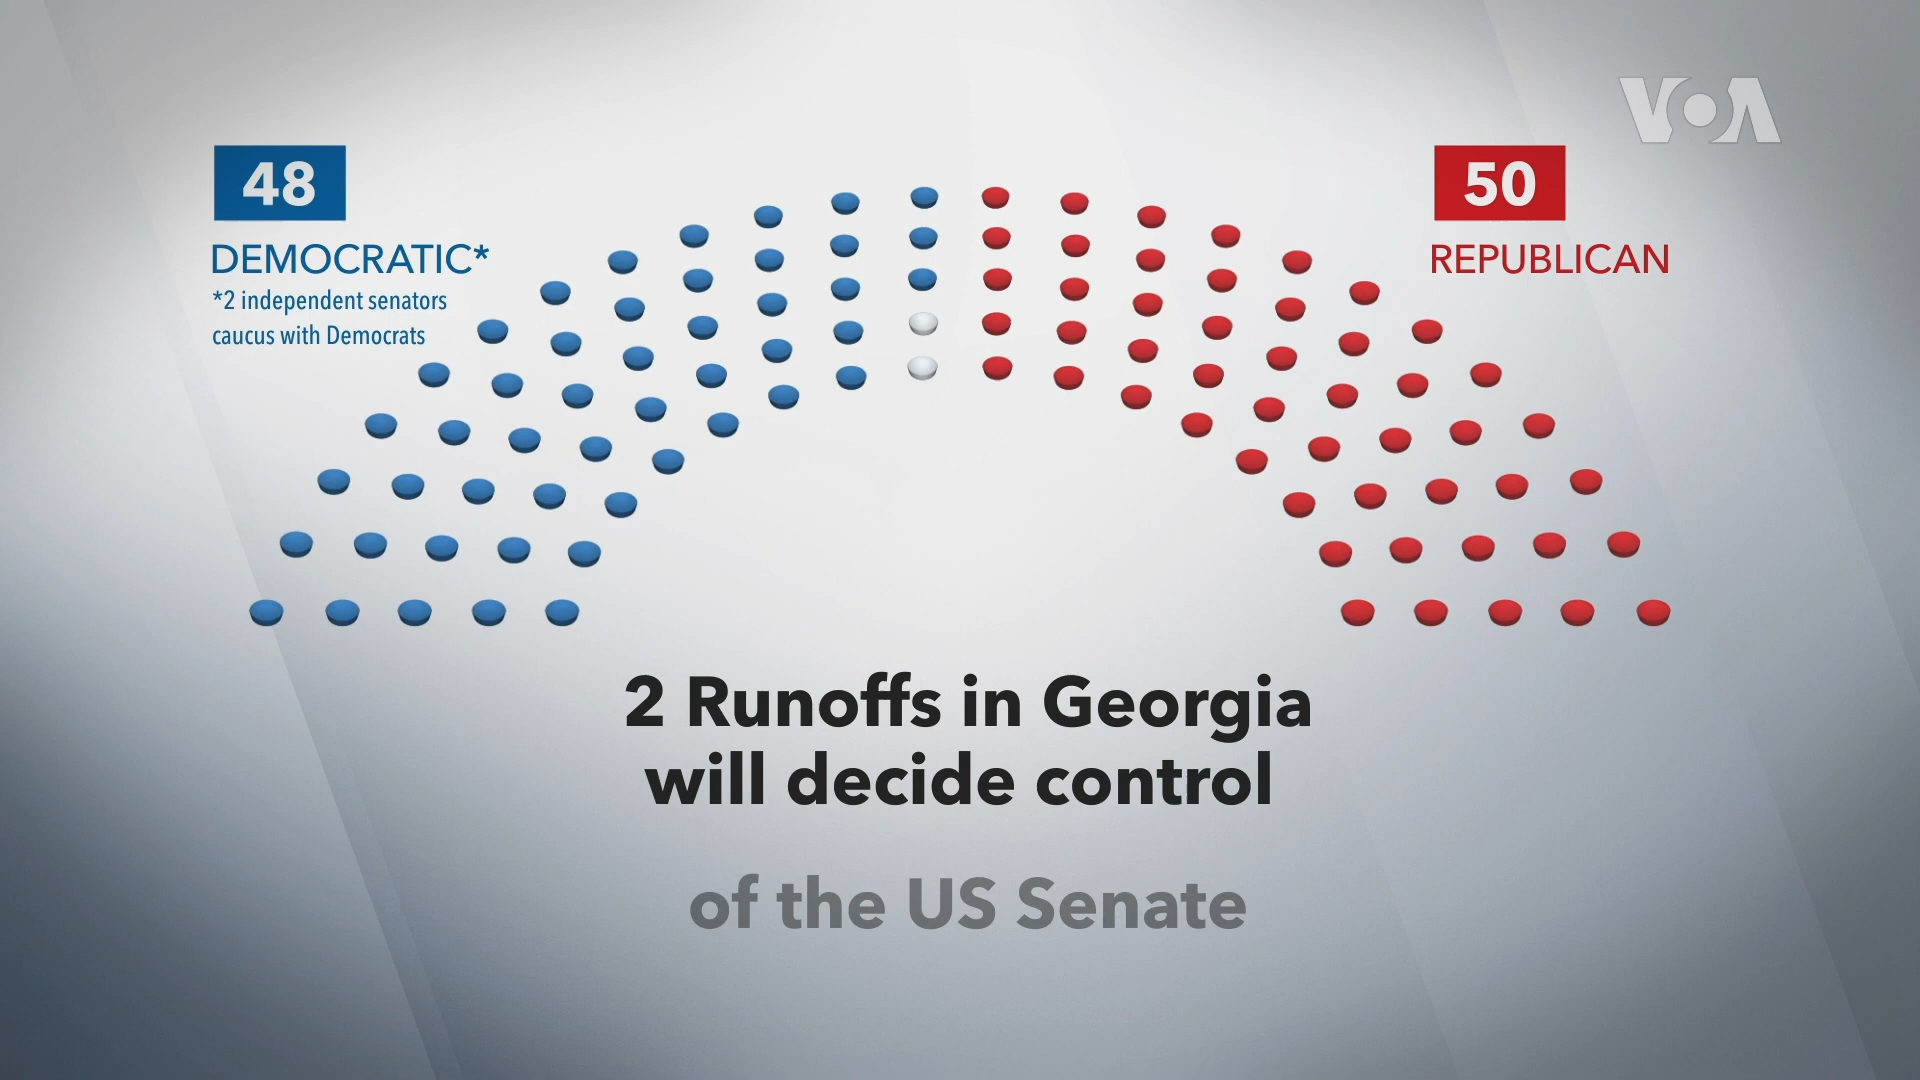 VOA
48
DEMOCRATIC*
*2 independent senators
caucus with Democrats
50
REPUBLICAN
2 Runoffs in Georgia
will decide control
of the US Senate